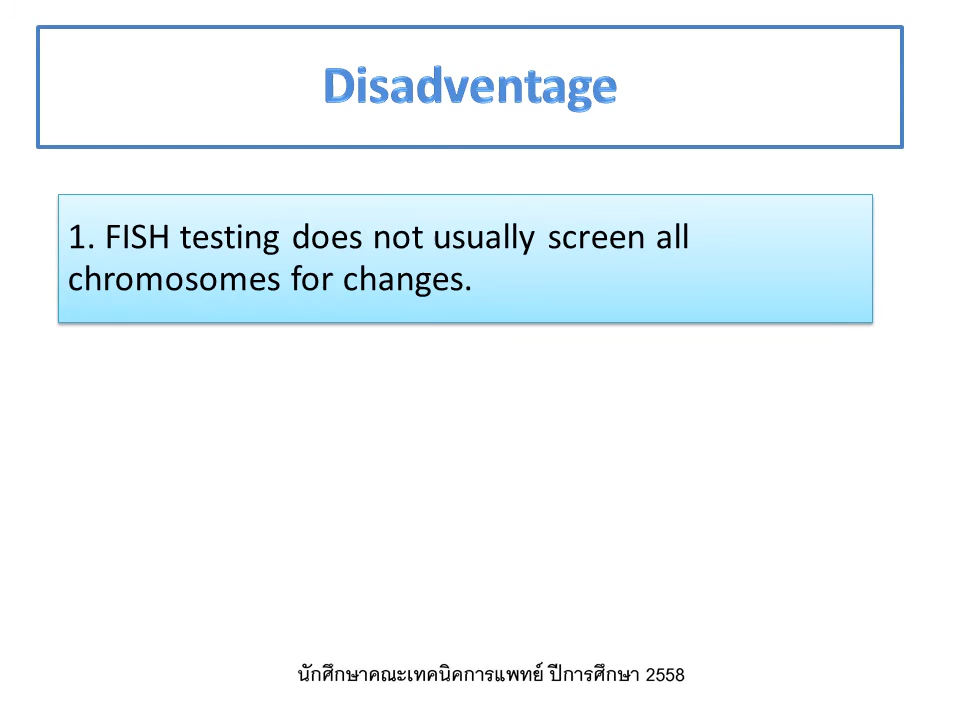 Disadventage
1. FISH testing does not usually screen all
chromosomes for changes.
นักศึกษาคณะเทคนิคการแพทย์ ปีการศึกษา 2558